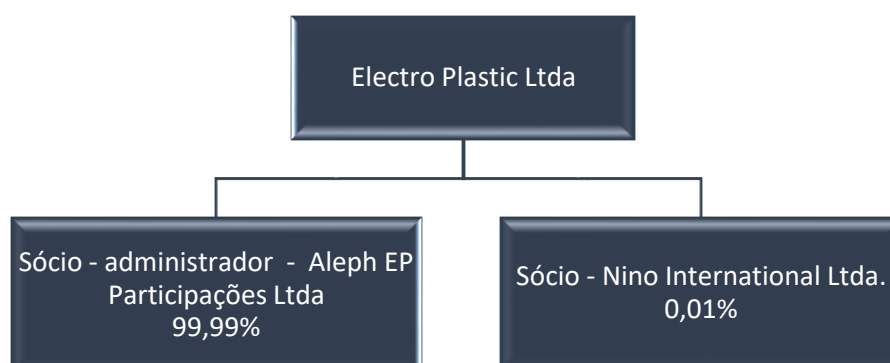 Electro Plastic Ltda
Sócio - administrador - Aleph EP
Participações Ltda
99,99%
Sócio - Nino International Ltda.
0,01%